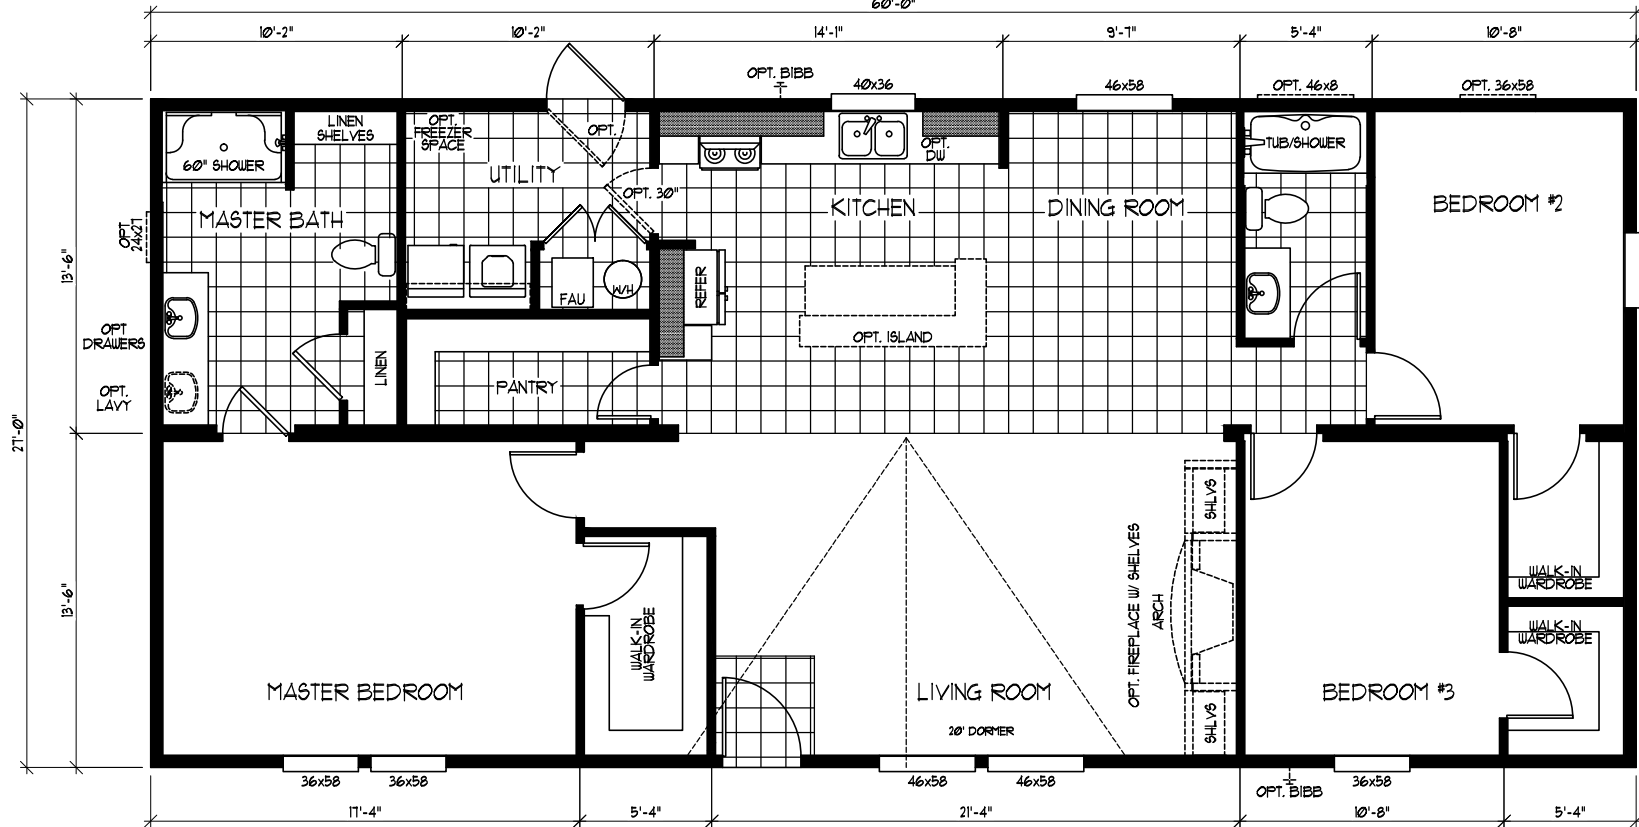 60'-0"
10'-2"
10'-2"
14'-1"
9'-7"
5'-4"
10'-8"
OPT. BIBB
40x36
46x58
OPT. 46x8
OPT. 36x58
LINEN
SHELVES
60" SHOWER
OPT.
FREEZER
SPACE
OPT.
UTILITY
OPT. 30"
OPT.
DW
TUB/SHOWER
MASTER BATH
KITCHEN
DINING ROOM
BEDROOM #2
OPT.
24x27
13'-6"
REFER
FAU
W/H
OPT
DRAWERS
OPT. ISLAND
LINEN
PANTRY
OPT.
LAVY
27'-0"
SHLVS
OPT. FIREPLACE W/ SHELVES
ARCH
WALK-IN
WARDROBE
13'-6"
WALK-IN
WARDROBE
WALK-IN
WARDROBE
MASTER BEDROOM
LIVING ROOM
BEDROOM #3
20' DORMER
SHLVS
36x58
36x58
46x58
46x58
OPT. BIBB
36x58
17'-4"
5'-4"
21'-4"
10'-8"
5'-4"